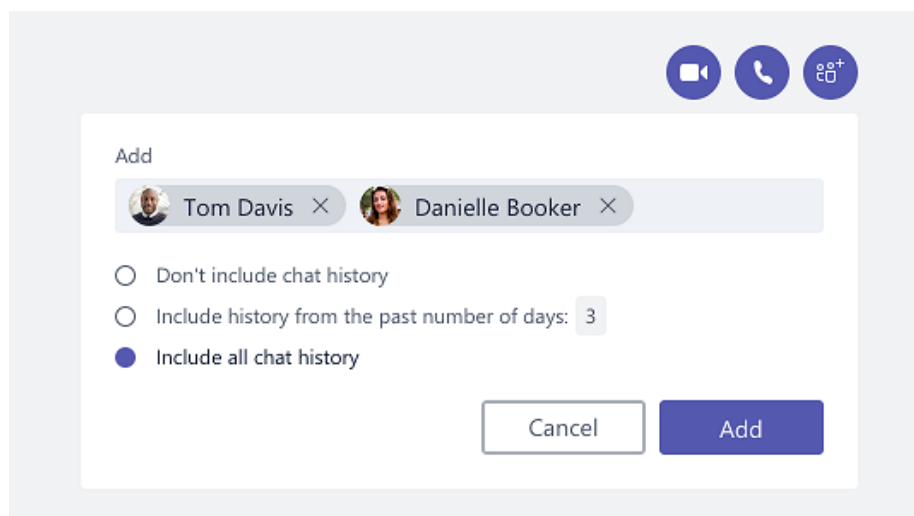 Add
Tom Davis Danielle Booker
Don't include chat history
Include history from the past number of days: 3
Include all chat history
Cancel Add